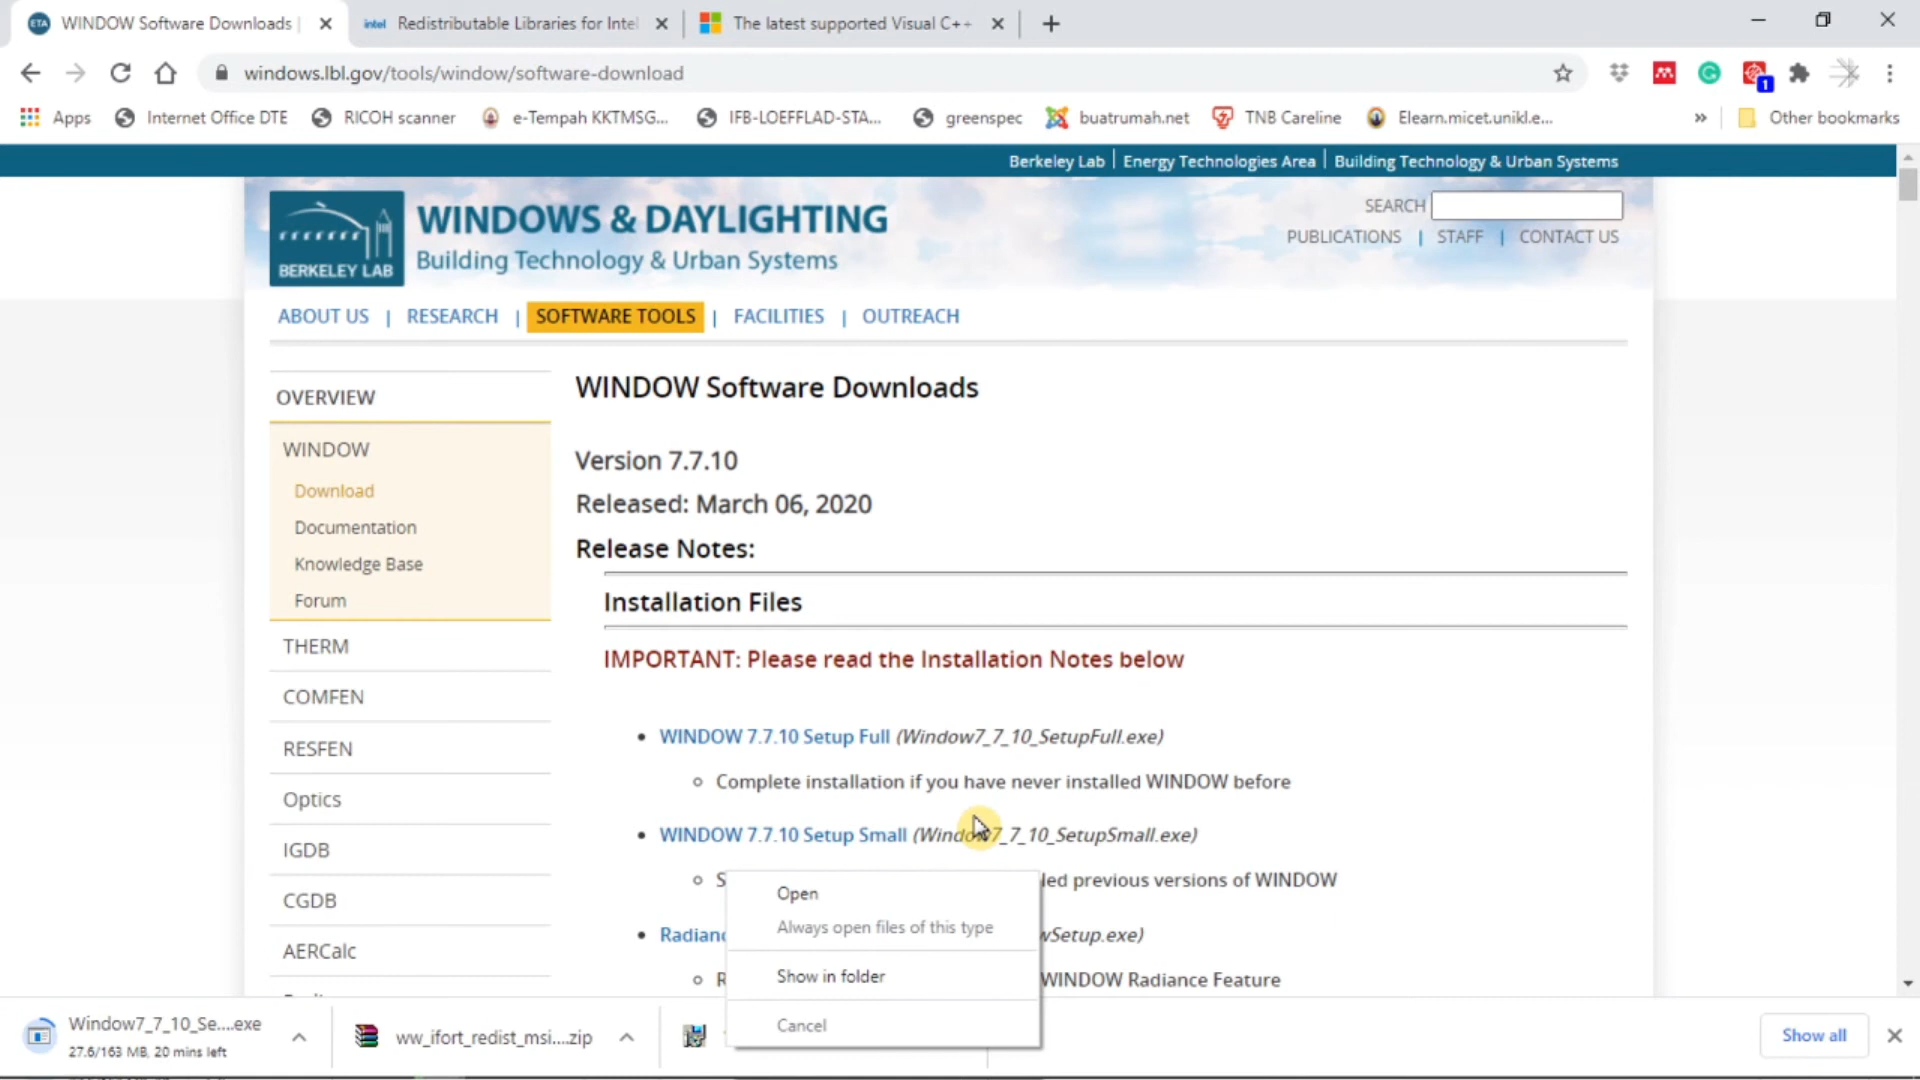 WINDOW Software Downloads |
intel Redistributable Libraries for Intel
The latest supported Visual C++
windows.lbl.gov/tools/window/software-download
1
Apps
Internet Office DTE
RICOH scanner
e-Tempah KKTMSG...
IFB-LOEFFLAD-STA...
greenspec
buatrumah.net
TNB Careline
Elearn.micet.unikl.e...
»
Other bookmarks
Berkeley Lab | Energy Technologies Area | Building Technology & Urban Systems
BERKELEY LAB
WINDOWS & DAYLIGHTING
Building Technology & Urban Systems
SEARCH
PUBLICATIONS | STAFF | CONTACT US
ABOUT US | RESEARCH | SOFTWARE TOOLS | FACILITIES | OUTREACH
OVERVIEW
WINDOW
Download
Documentation
Knowledge Base
Forum
THERM
COMFEN
RESFEN
Optics
IGDB
CGDB
AERCalc
WINDOW Software Downloads
Version 7.7.10
Released: March 06, 2020
Release Notes:
Installation Files
IMPORTANT: Please read the Installation Notes below
• WINDOW 7.7.10 Setup Full (Window7_7_10_SetupFull.exe)
Complete installation if you have never installed WINDOW before
• WINDOW 7.7.10 Setup Small (Window7_7_10_SetupSmall.exe)
previous versions of WINDOW
WINDOW Radiance Feature
Open
Always open files of this type
Show in folder
Cancel
Window7_7_10_Se....exe
27.6/163 MB, 20 mins left
ww_ifort_redist_msi....zip
Show all